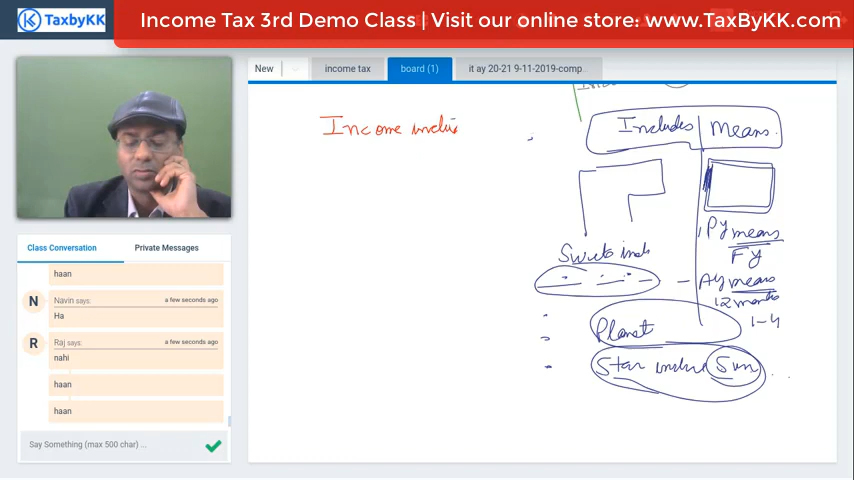 Income Tax 3rd Demo Class | Visit our online store: www.TaxByKK.com
TaxbyKK
New
income tax
board (1)
it ay 20-21 9-11-2019-comp...
Income inclu
Includes | Means.
PY means
FY
AY means
12 months
1-4
Planet
Star inclu Sun
Class Conversation
Private Messages
haan
N
Navin says:
a few seconds ago
Ha
R
Raj says:
a few seconds ago
nahi
haan
haan
Say Something (max 500 char) ...